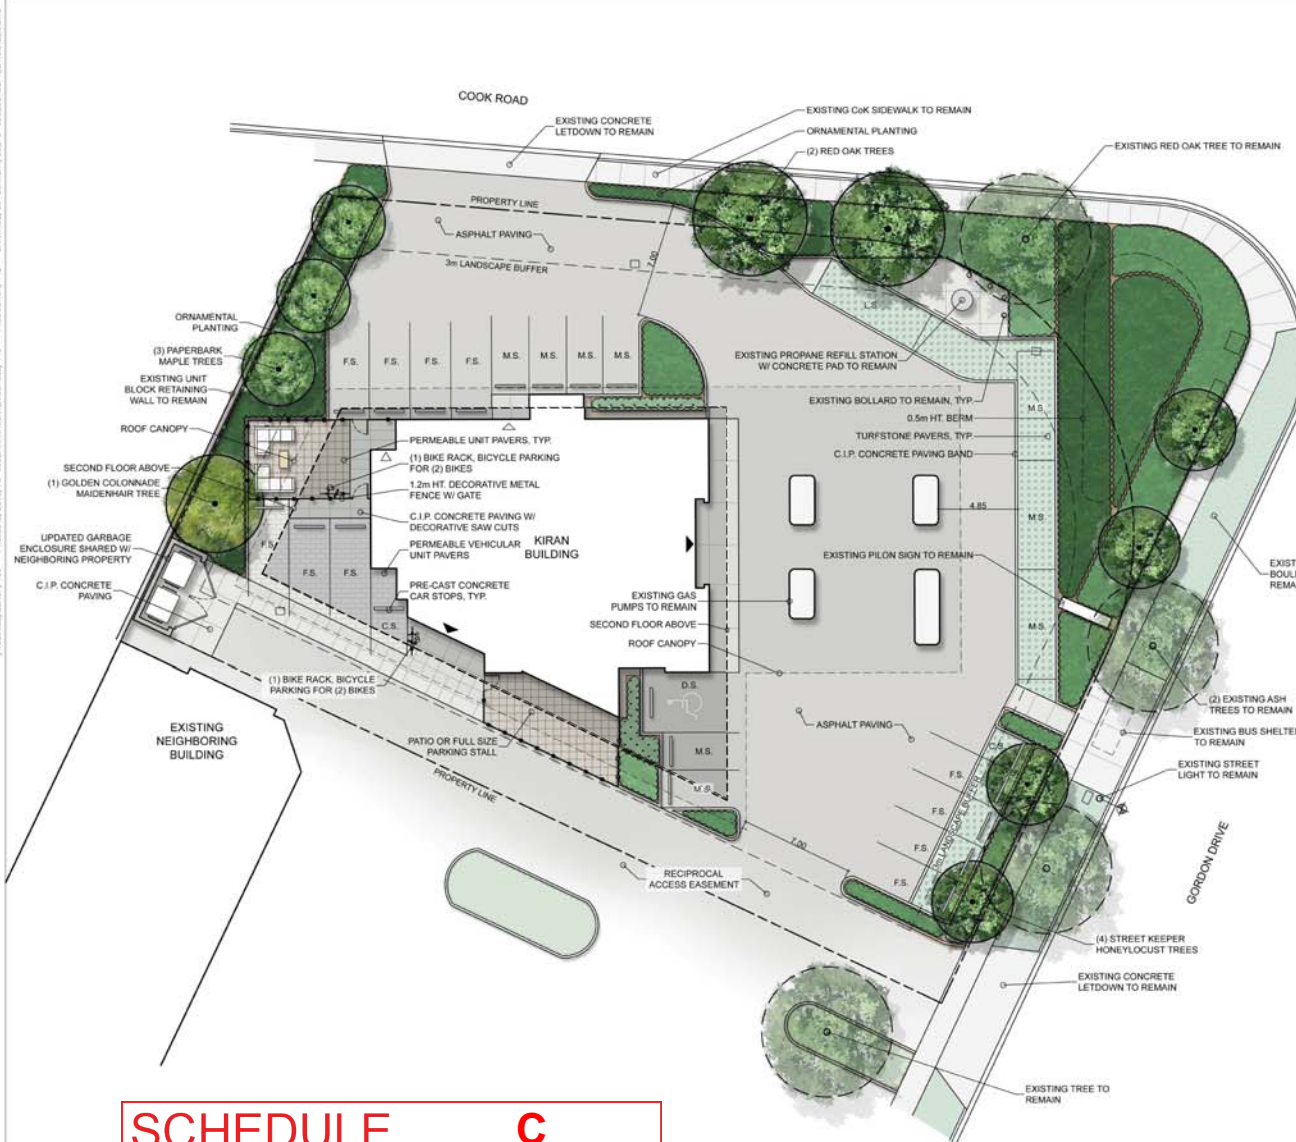 COOK ROAD
EXISTING CONCRETE
LETDOWN TO REMAIN
EXISTING CoK SIDEWALK TO REMAIN
ORNAMENTAL PLANTING
(2) RED OAK TREES
EXISTING RED OAK TREE TO REMAIN
PROPERTY LINE
ASPHALT PAVING
3m LANDSCAPE BUFFER
7.00
L.S.
ORNAMENTAL
PLANTING
(3) PAPERBARK
MAPLE TREES
EXISTING UNIT
BLOCK RETAINING
WALL TO REMAIN
ROOF CANOPY
SECOND FLOOR ABOVE
(1) GOLDEN COLONNADE
MAIDENHAIR TREE
UPDATED GARBAGE
ENCLOSURE SHARED W/
NEIGHBORING PROPERTY
C.I.P. CONCRETE
PAVING
F.S.
F.S.
F.S.
F.S.
M.S.
M.S.
M.S.
M.S.
EXISTING PROPANE REFILL STATION
W/ CONCRETE PAD TO REMAIN
EXISTING BOLLARD TO REMAIN, TYP.
0.5m HT. BERM
TURFSTONE PAVERS, TYP.
C.I.P. CONCRETE PAVING BAND
M.S.
M.S.
M.S.
4.85
PERMEABLE UNIT PAVERS, TYP.
(1) BIKE RACK, BICYCLE PARKING
FOR (2) BIKES
1.2m HT. DECORATIVE METAL
FENCE W/ GATE
C.I.P. CONCRETE PAVING W/
DECORATIVE SAW CUTS
PERMEABLE VEHICULAR
UNIT PAVERS
PRE-CAST CONCRETE
CAR STOPS, TYP.
KIRAN
BUILDING
F.S.
F.S.
F.S.
C.S.
EXISTING PILON SIGN TO REMAIN
EXISTING GAS
PUMPS TO REMAIN
SECOND FLOOR ABOVE
ROOF CANOPY
EXIST
BOUL
REMA
(1) BIKE RACK, BICYCLE
PARKING FOR (2) BIKES
D.S.
M.S.
M.S.
ASPHALT PAVING
(2) EXISTING ASH
TREES TO REMAIN
EXISTING BUS SHELTER
TO REMAIN
EXISTING STREET
LIGHT TO REMAIN
EXISTING
NEIGHBORING
BUILDING
PATIO OR FULL SIZE
PARKING STALL
PROPERTY LINE
C.S.
F.S.
F.S.
F.S.
F.S.
3m LANDSCAPE BUFFER
7.00
GORDON DRIVE
RECIPROCAL
ACCESS EASEMENT
(4) STREET KEEPER
HONEYLOCUST TREES
EXISTING CONCRETE
LETDOWN TO REMAIN
EXISTING TREE TO
REMAIN
SCHEDULE C